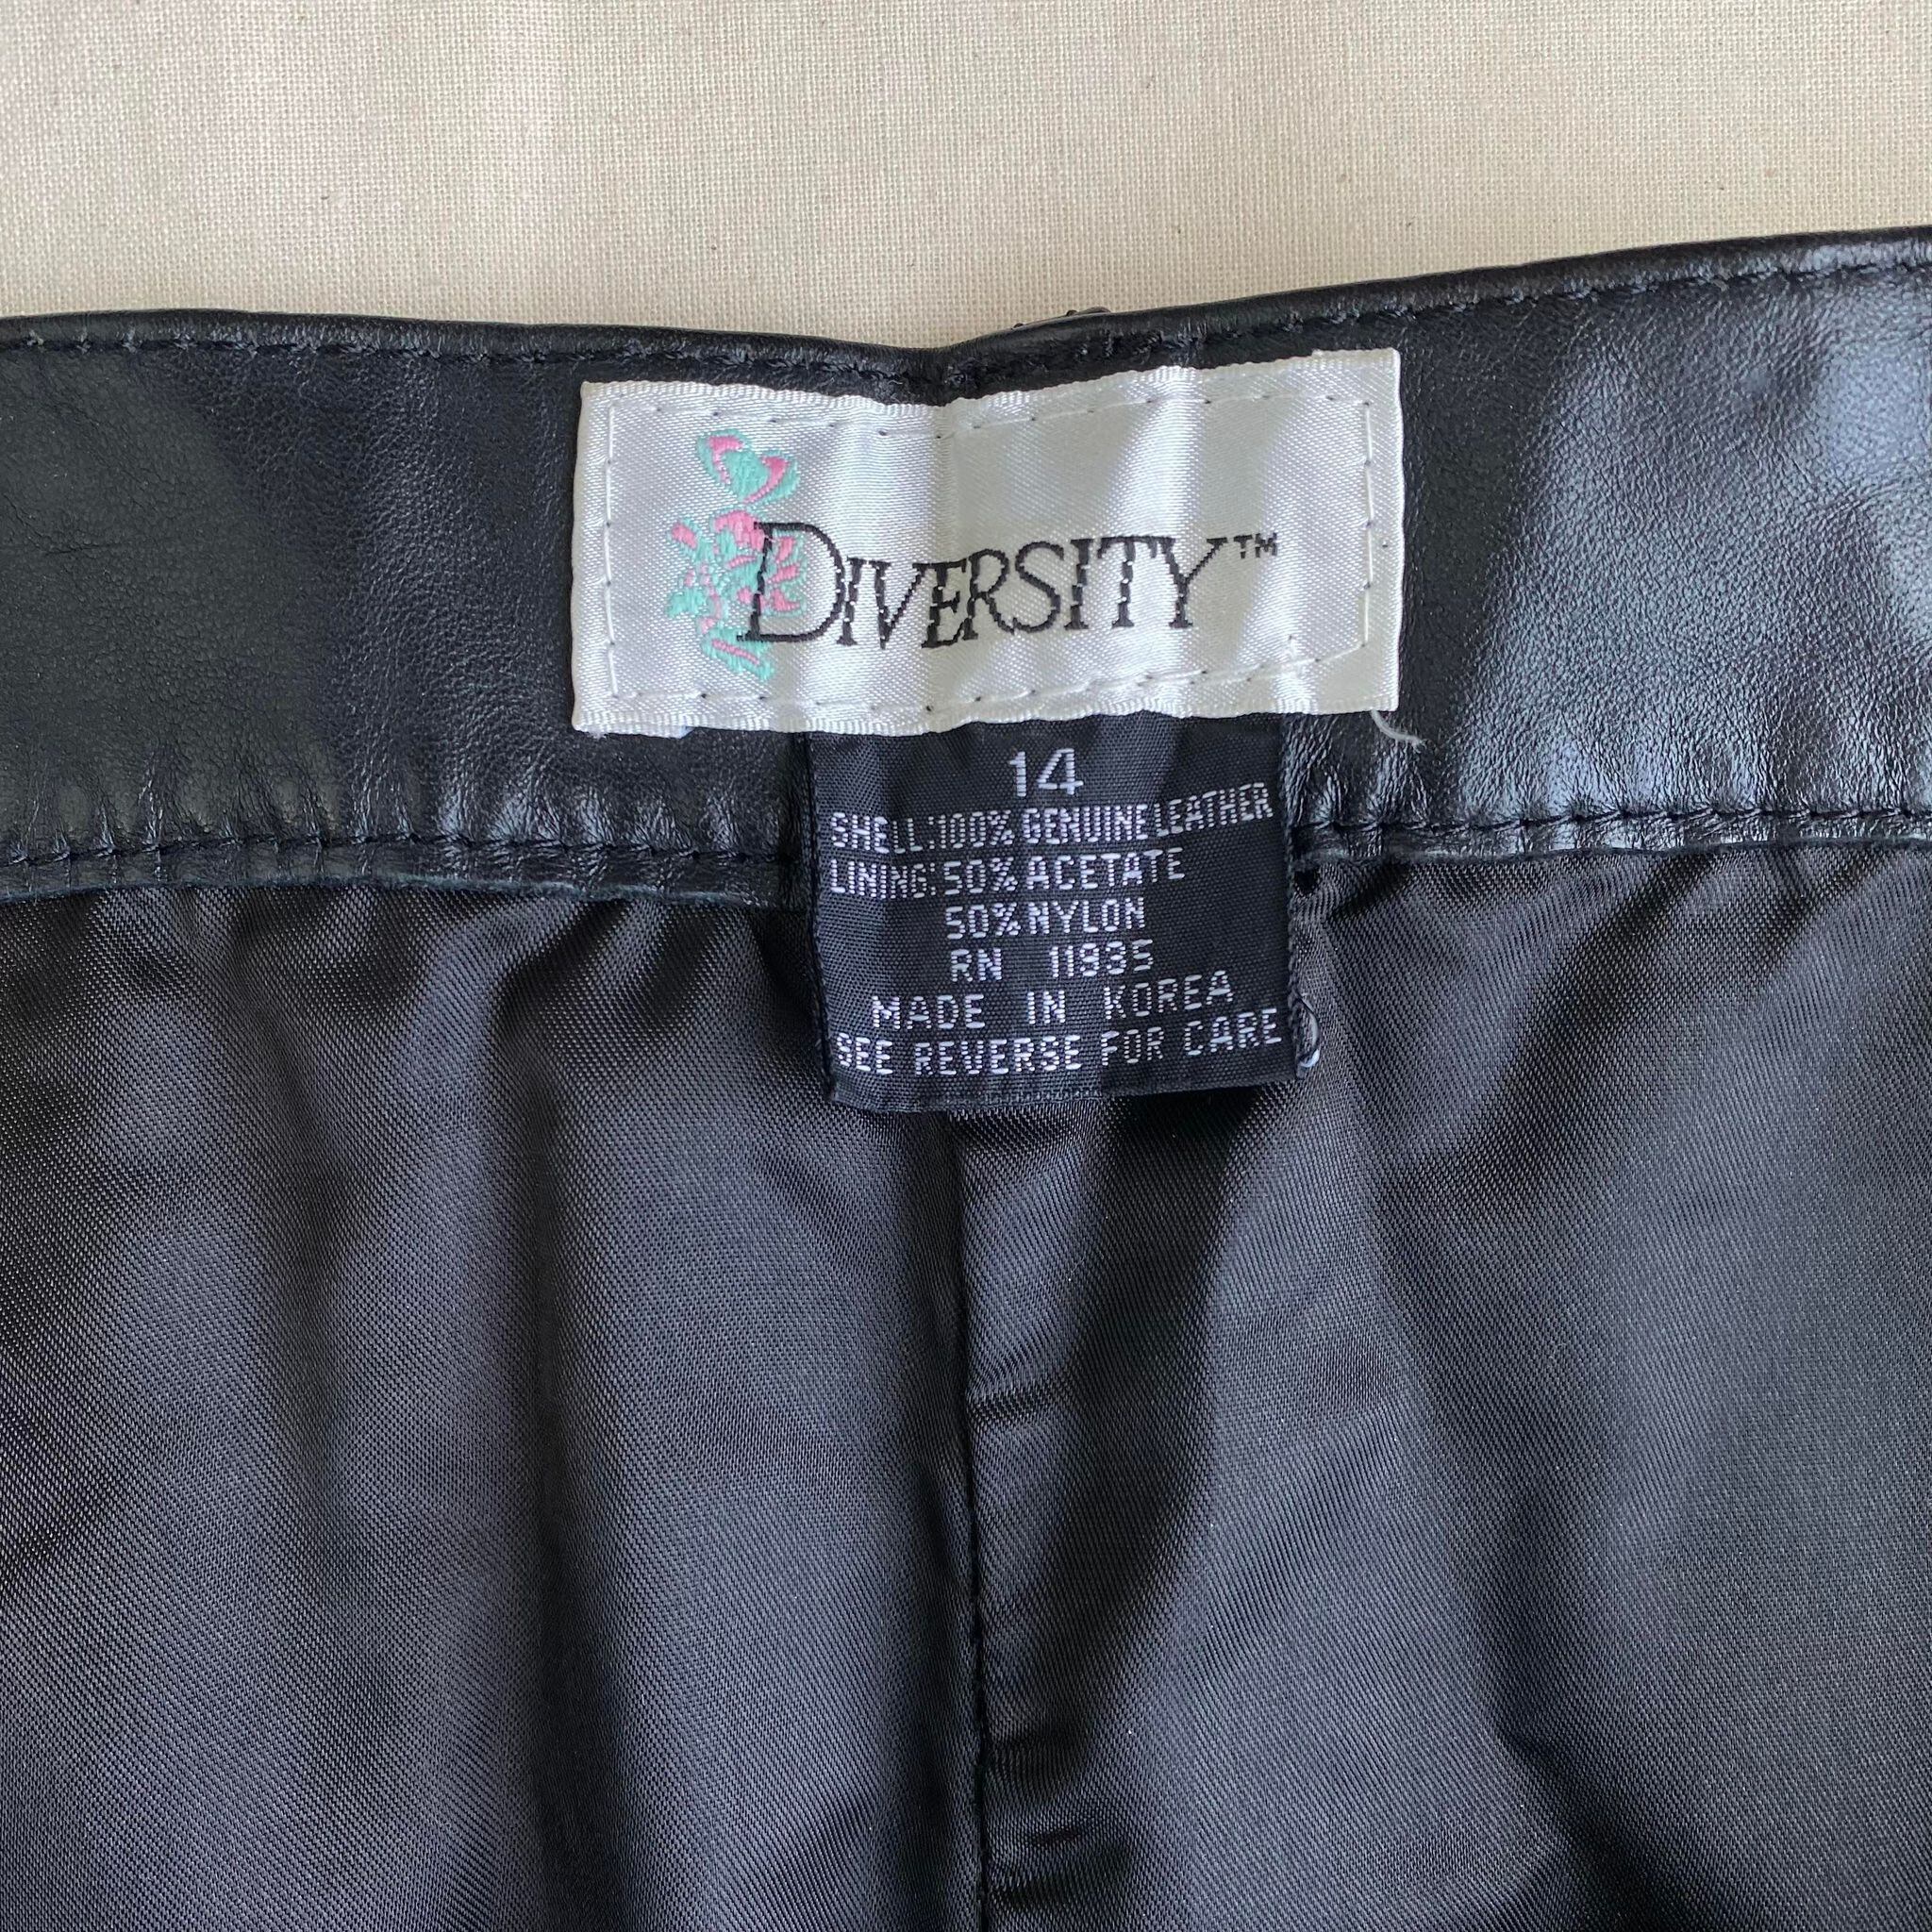 DIVERSITY™
14
SHELL:100% GENUINE LEATHER
LINING:50% ACETATE
50% NYLON
RN 11935
MADE IN KOREA
SEE REVERSE FOR CARE